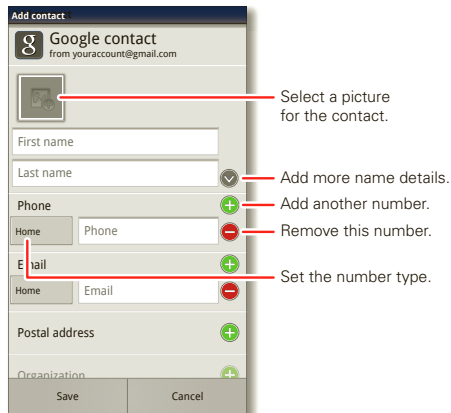 Add contact
Google contact
from youraccount@gmail.com
Select a picture
for the contact.
First name
Last name
Add more name details.
Phone
Add another number.
Home
Phone
Remove this number.
Email
Set the number type.
Home
Email
Postal address
Organization
Save
Cancel